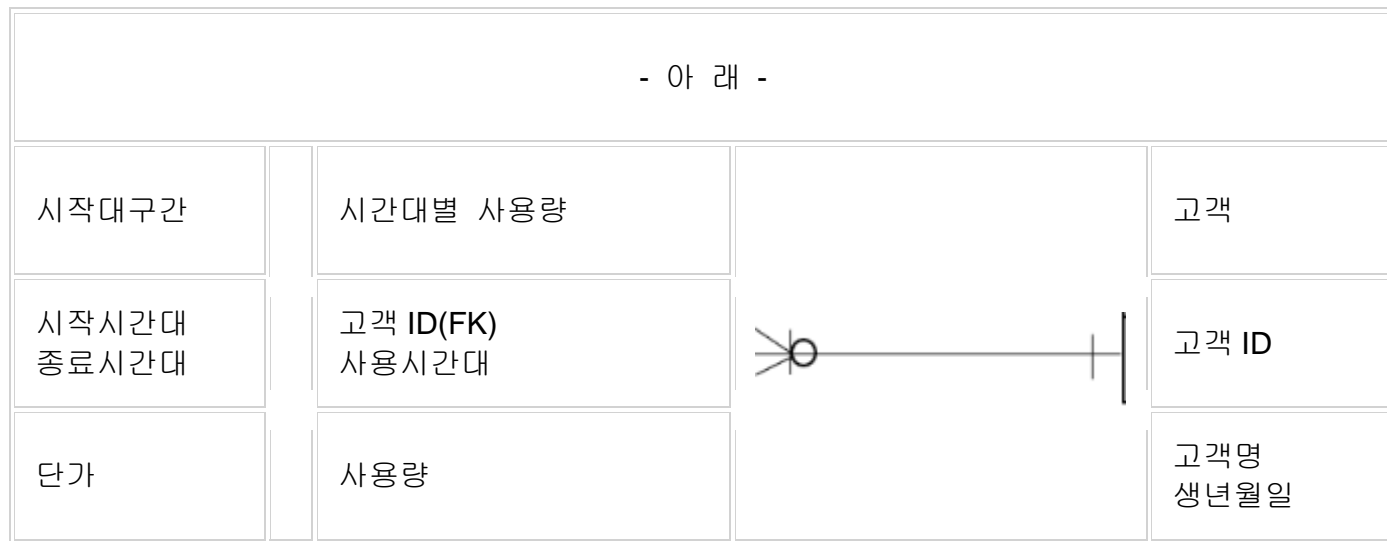 - 아 래 -
시작대구간
시간대별 사용량
고객
시작시간대
종료시간대
고객 ID(FK)
사용시간대
고객 ID
단가
사용량
고객명
생년월일